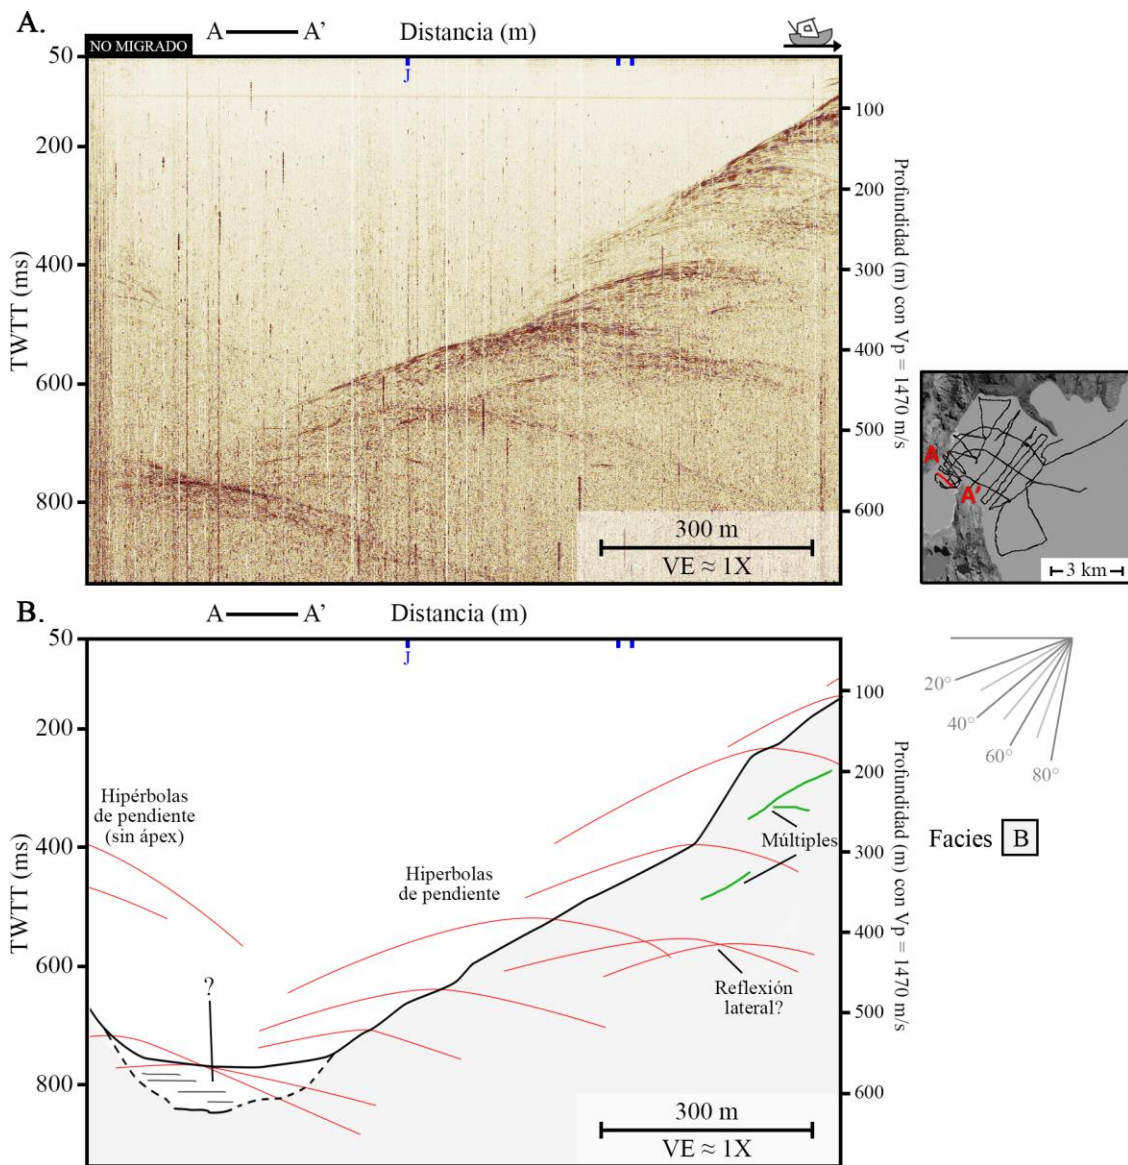 A.
A A' Distancia (m)
NO MIGRADO
50
200
400
600
800
TWTT (ms)
J
100
200
300
400
500
600
Profundidad (m) con Vp = 1470 m/s
300 m
VE ≈ 1X
A
A'
3 km
B.
A A' Distancia (m)
50
200
400
600
800
TWTT (ms)
J
Hipérbolas
de pendiente
(sin ápex)
Hiperbolas
de pendiente
Múltiples
Reflexión
lateral?
?
100
200
300
400
500
600
Profundidad (m) con Vp = 1470 m/s
300 m
VE ≈ 1X
20°
40°
60°
80°
Facies B